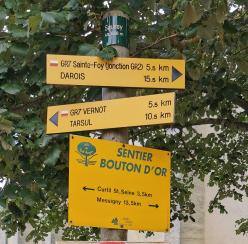 GR7 Sainte-Foy (Jonction GR2) 5.5 km
DAROIS 15.5 km
GR7 VERNOT 5.5 km
TARSUL 10.5 km
SENTIER
BOUTON D'OR
Curtil St. Seine 3,5km
Messigny 13,5km